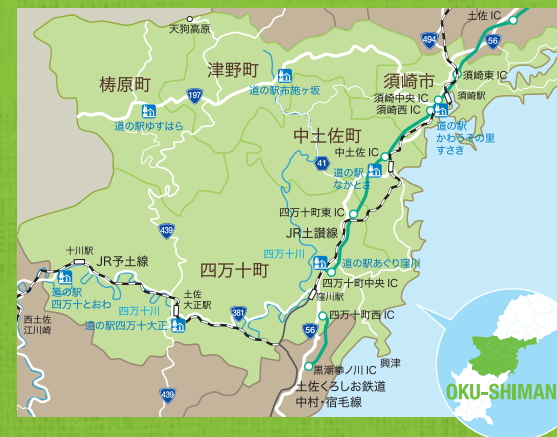 土佐 IC
天狗高原
494
56
津野町
須崎東 IC
梼原町
須崎市
道の駅布施ヶ坂
須崎中央 IC
須崎駅
197
須崎西 IC
道の駅ゆすはら
道の駅
かわうその里
すさき
中土佐町
中土佐 IC
41
道の駅
なかとさ
四万十町東 IC
439
JR土讃線
十川駅
JR予土線
四万十川
道の駅あぐり窪川
四万十町
四万十町中央 IC
道の駅
四万十とおわ
窪川駅
土佐
大正駅
四万十川
381
四万十町西 IC
西土佐
江川崎
道の駅四万十大正
56
興津
黒潮拳ノ川 IC
土佐くろしお鉄道
中村・宿毛線
439
OKU-SHIMAN